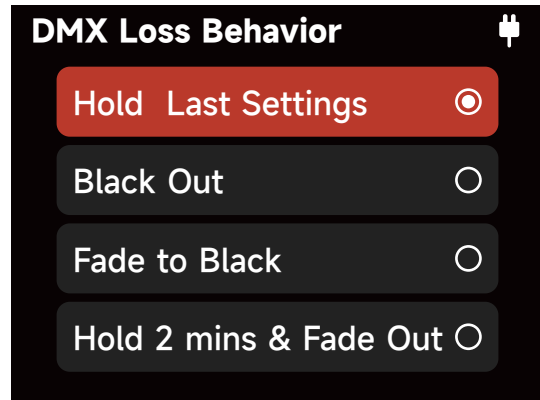 DMX Loss Behavior
Hold  Last Settings
Black Out
Fade to Black
Hold 2 mins & Fade Out